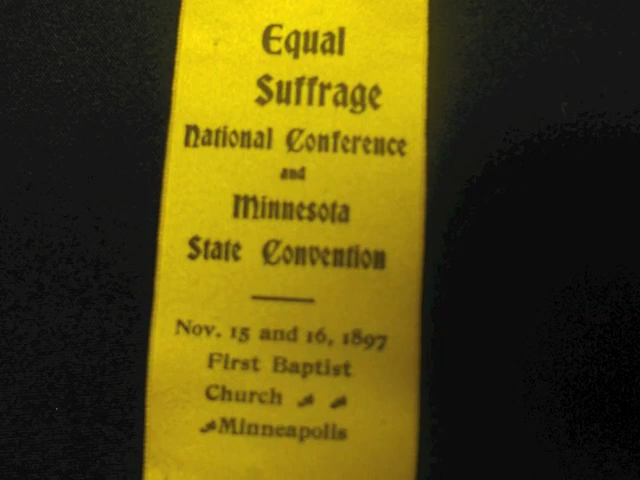 Equal
Suffrage
National Conference
and
Minnesota
State Convention
Nov. 15 and 16, 1897
First Baptist
Church
Minneapolis